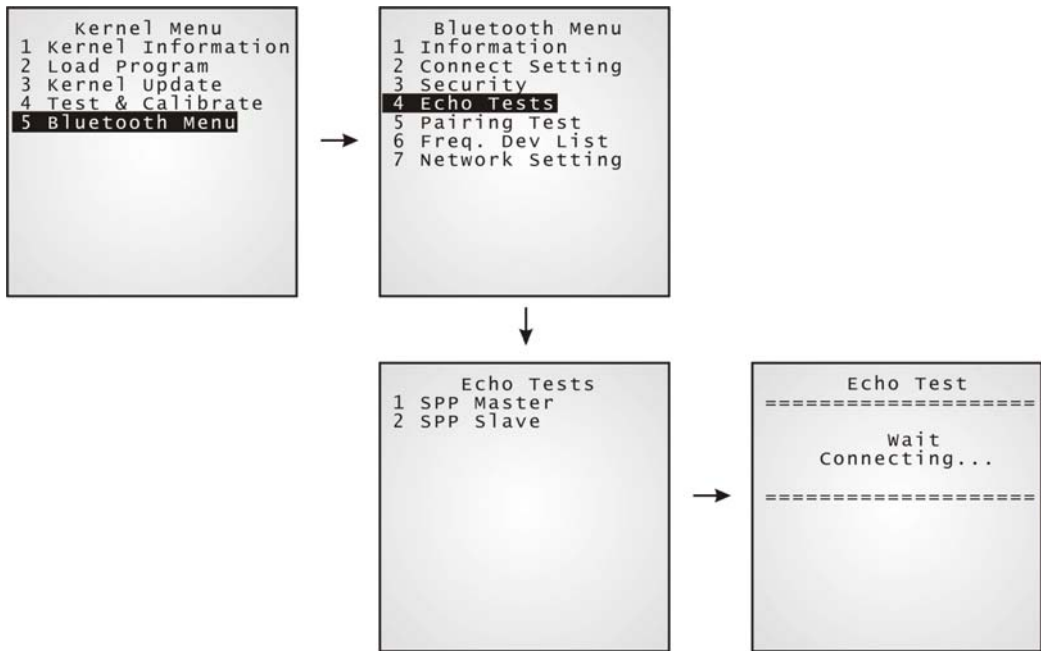 Kernel Menu
1 Kernel Information
2 Load Program
3 Kernel Update
4 Test & Calibrate
5 Bluetooth Menu
Bluetooth Menu
1 Information
2 Connect Setting
3 Security
4 Echo Tests
5 Pairing Test
6 Freq. Dev List
7 Network Setting
Echo Tests
1 SPP Master
2 SPP Slave
Echo Test
====================
Wait
Connecting...
====================